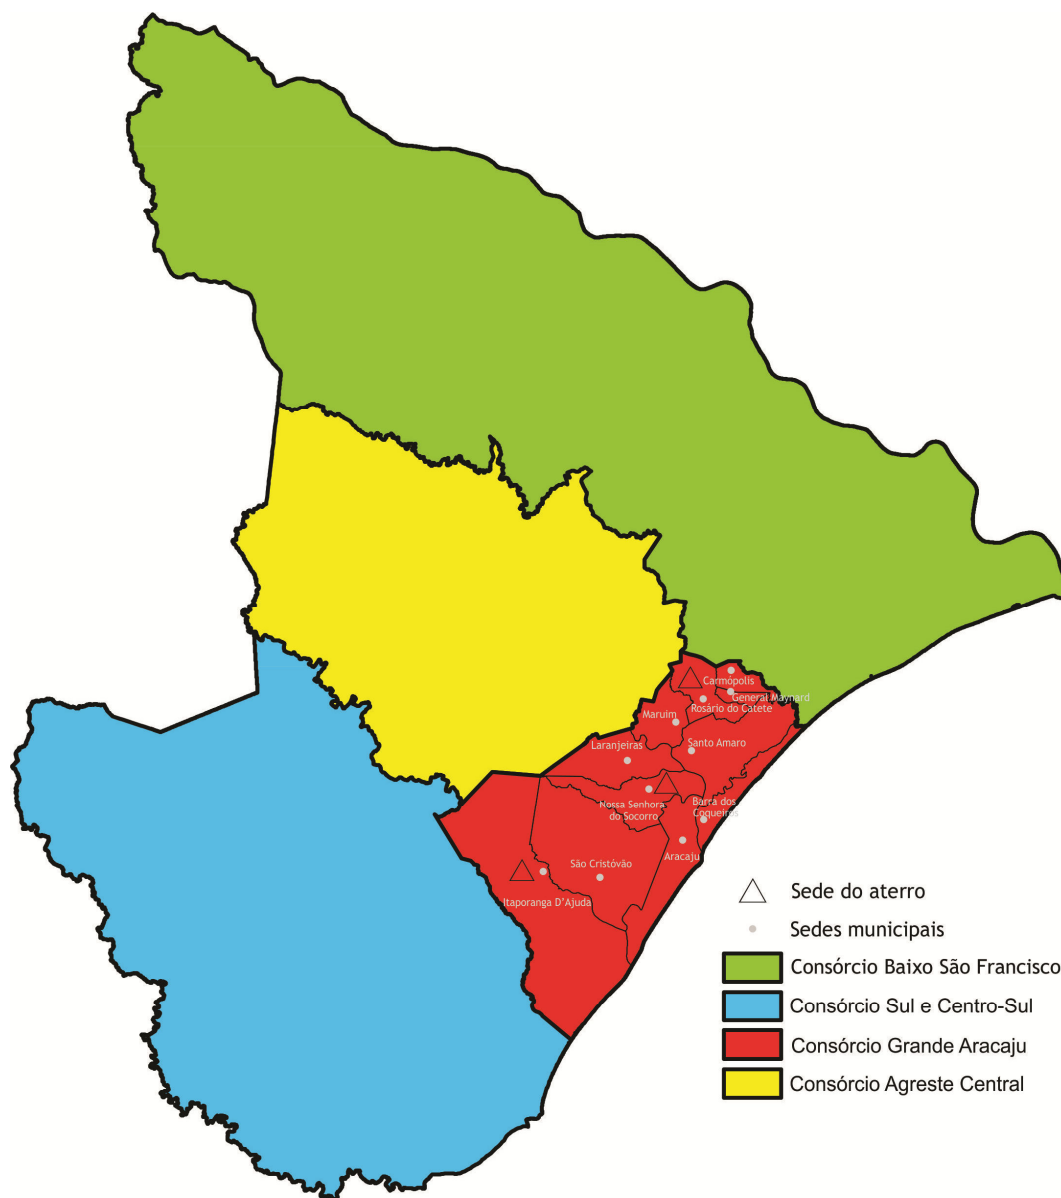 Carmópolis
General Maynard
Rosário do Catete
Maruim
Santo Amaro
Laranjeiras
Nossa Senhora
do Socorro
Barra dos
Coqueiros
Aracaju
São Cristóvão
Itaporanga D'Ajuda
Sede do aterro
Sedes municipais
Consórcio Baixo São Francisco
Consórcio Sul e Centro-Sul
Consórcio Grande Aracaju
Consórcio Agreste Central